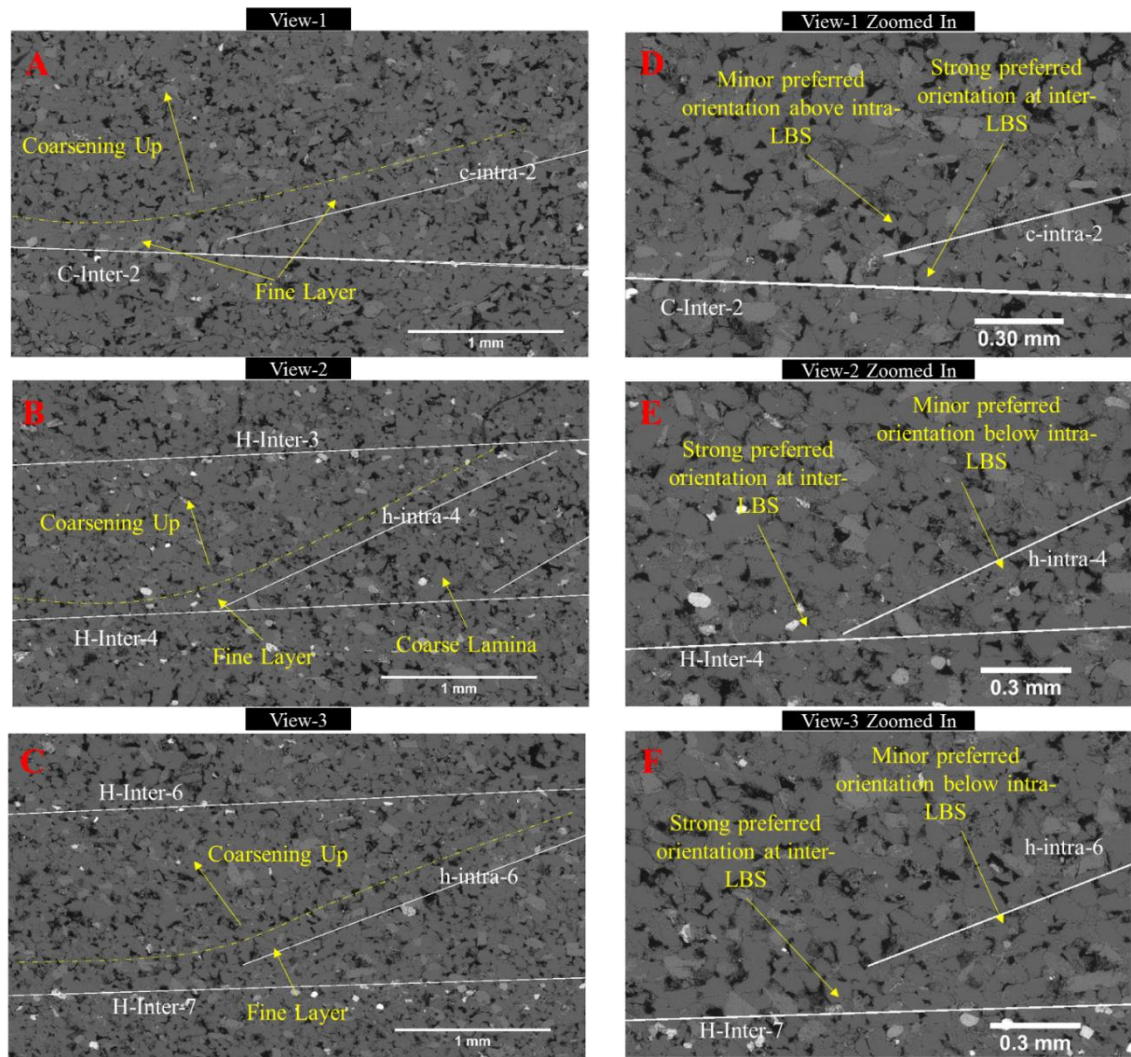 View-1
A
Coarsening Up
c-intra-2
C-Inter-2
Fine Layer
1 mm
View-1 Zoomed In
D
Minor preferred
orientation above intra-
LBS
Strong preferred
orientation at inter-
LBS
c-intra-2
C-Inter-2
0.30 mm
View-2
B
H-Inter-3
Coarsening Up
h-intra-4
H-Inter-4
Fine Layer
Coarse Lamina
1 mm
View-2 Zoomed In
E
Minor preferred
orientation below intra-
LBS
Strong preferred
orientation at inter-
LBS
h-intra-4
H-Inter-4
0.3 mm
View-3
C
H-Inter-6
Coarsening Up
h-intra-6
H-Inter-7
Fine Layer
1 mm
View-3 Zoomed In
F
Minor preferred
orientation below intra-
LBS
Strong preferred
orientation at inter-
LBS
h-intra-6
H-Inter-7
0.3 mm